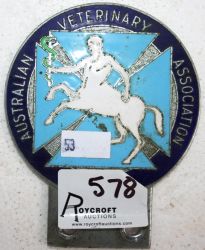 AUSTRALIAN VETERINARY ASSOCIATION
53
578
ROYCROFT
AUCTIONS
www.roycroftauctions.com